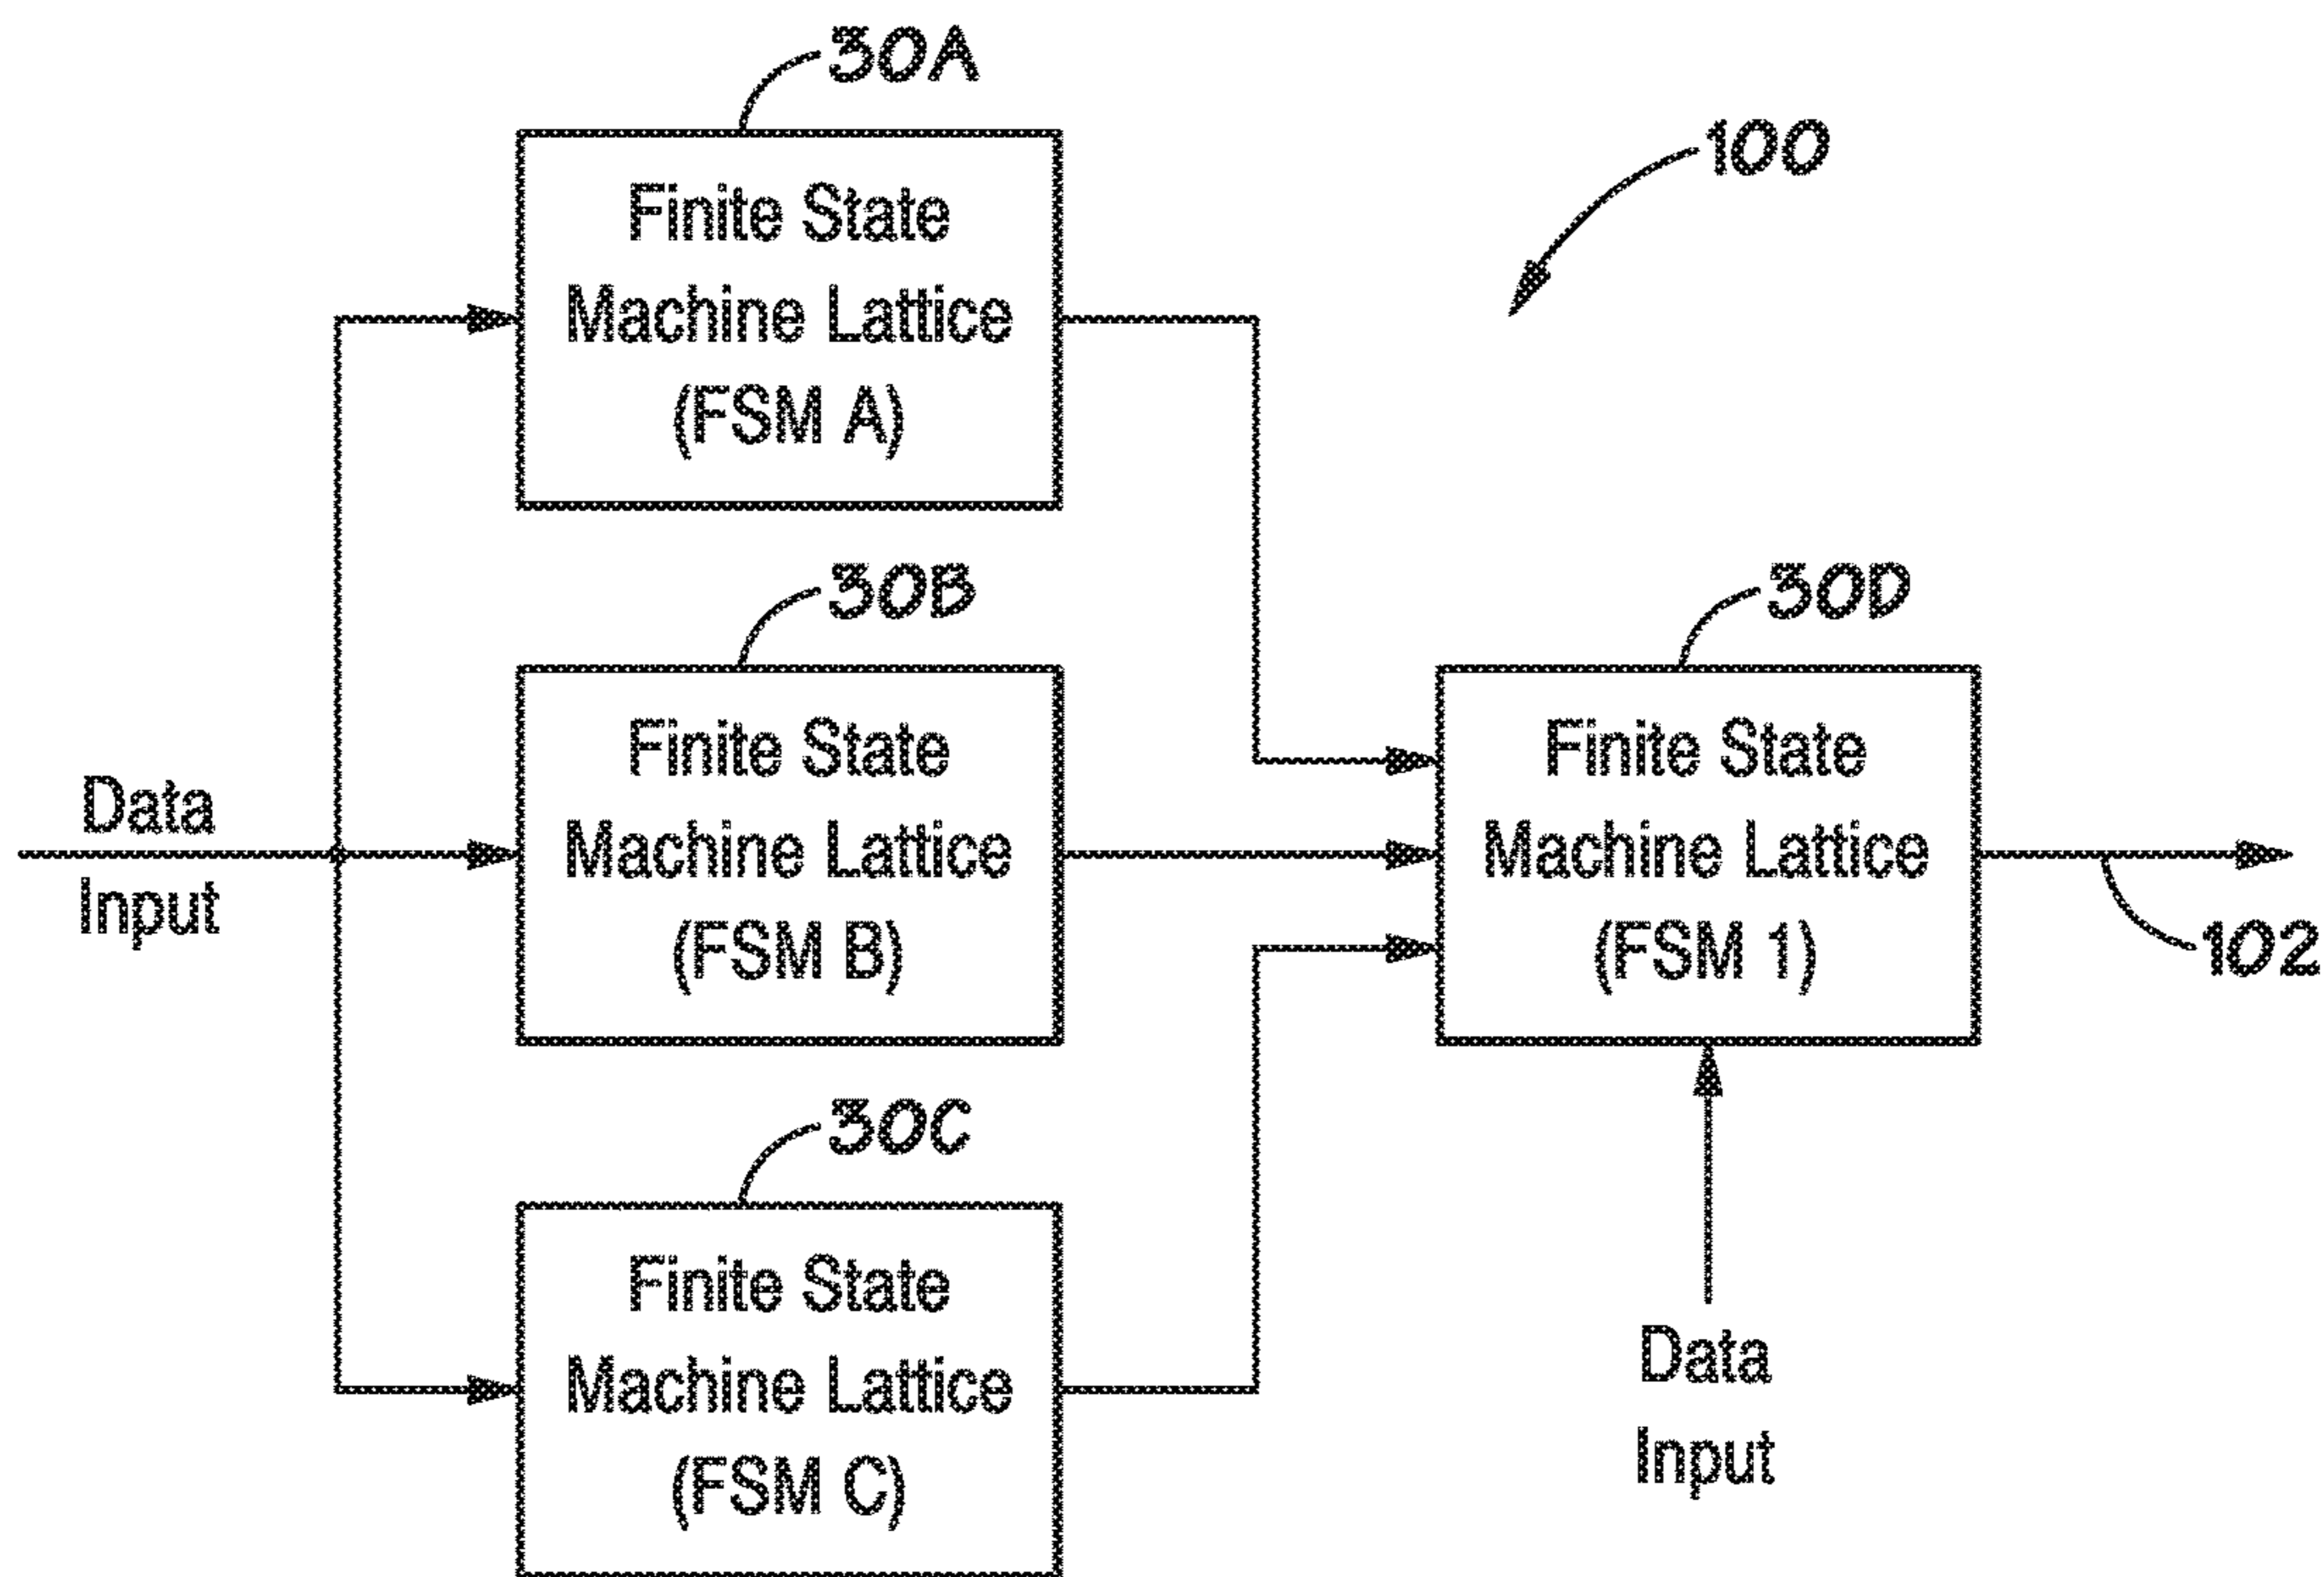 30A
100
Finite State
Machine Lattice
(FSM A)
30B
30D
Finite State
Machine Lattice
(FSM B)
Finite State
Machine Lattice
(FSM 1)
Data
Input
102
30C
Finite State
Machine Lattice
(FSM C)
Data
Input